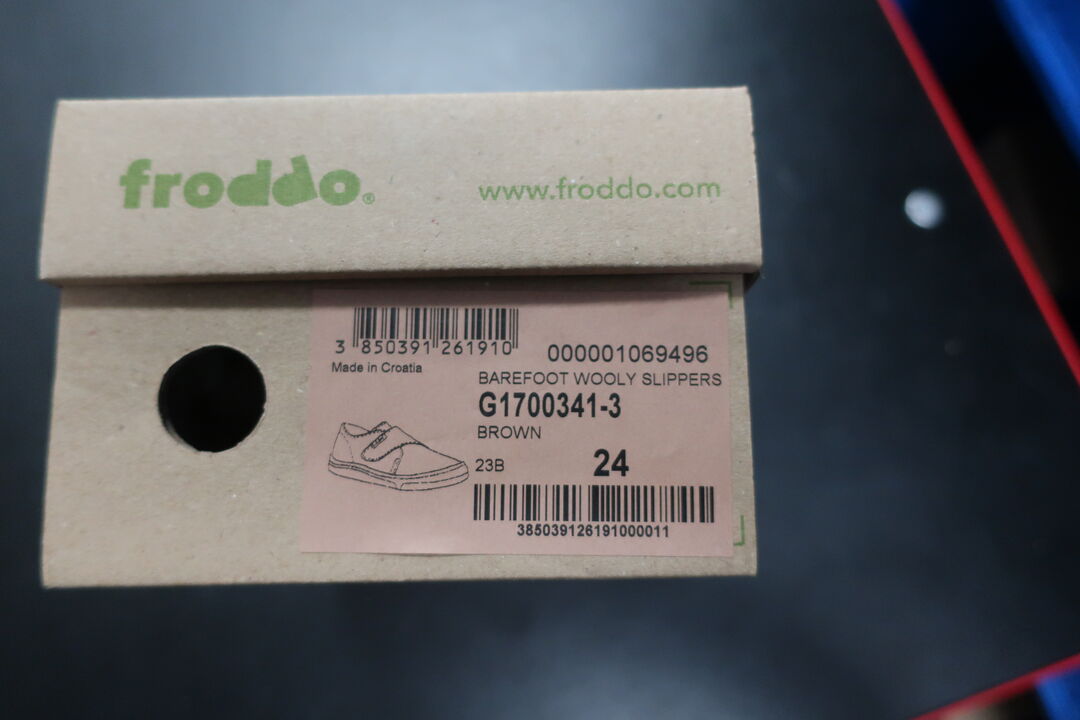 froddo®
www.froddo.com
3 850391 261910
000001069496
Made in Croatia
BAREFOOT WOOLY SLIPPERS
G1700341-3
BROWN
23B
24
385039126191000011